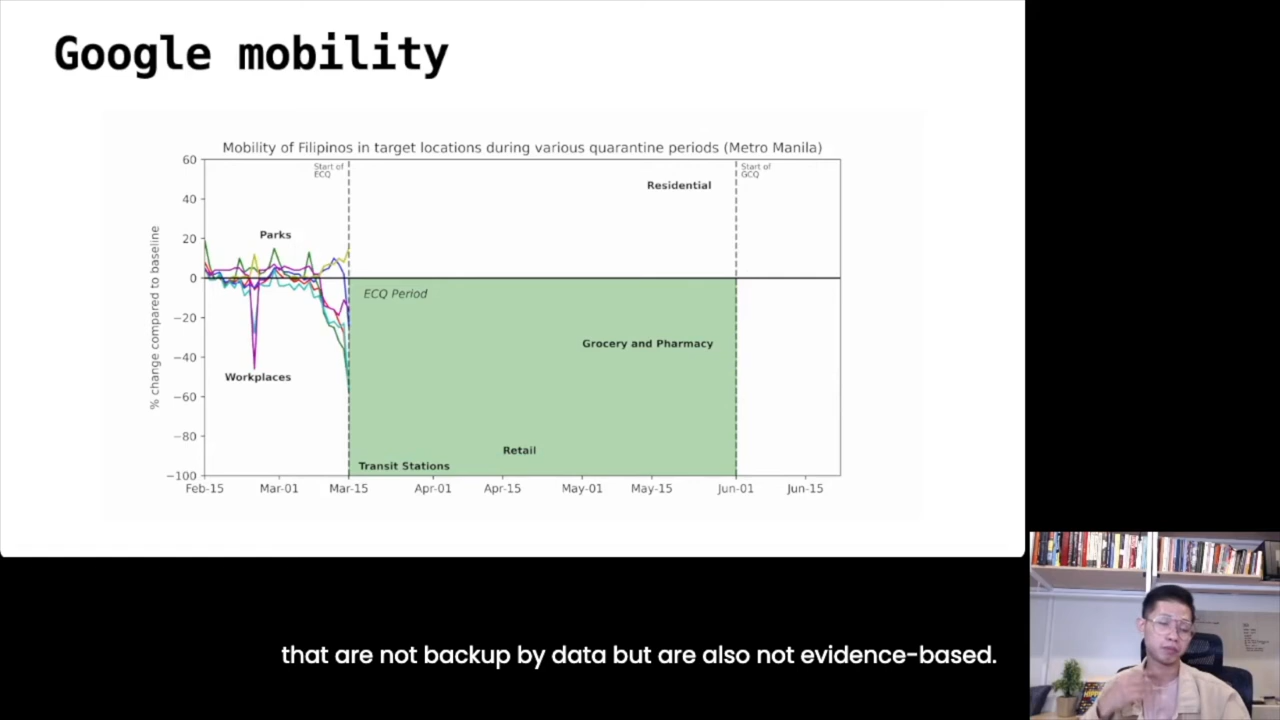 Google mobility
Mobility of Filipinos in target locations during various quarantine periods (Metro Manila)
% change compared to baseline
60
40
20
0
−20
−40
−60
−80
−100
Start of
ECQ
Start of
GCQ
Residential
Parks
ECQ Period
Grocery and Pharmacy
Workplaces
Retail
Transit Stations
Feb-15
Mar-01
Mar-15
Apr-01
Apr-15
May-01
May-15
Jun-01
Jun-15
that are not backup by data but are also not evidence-based.